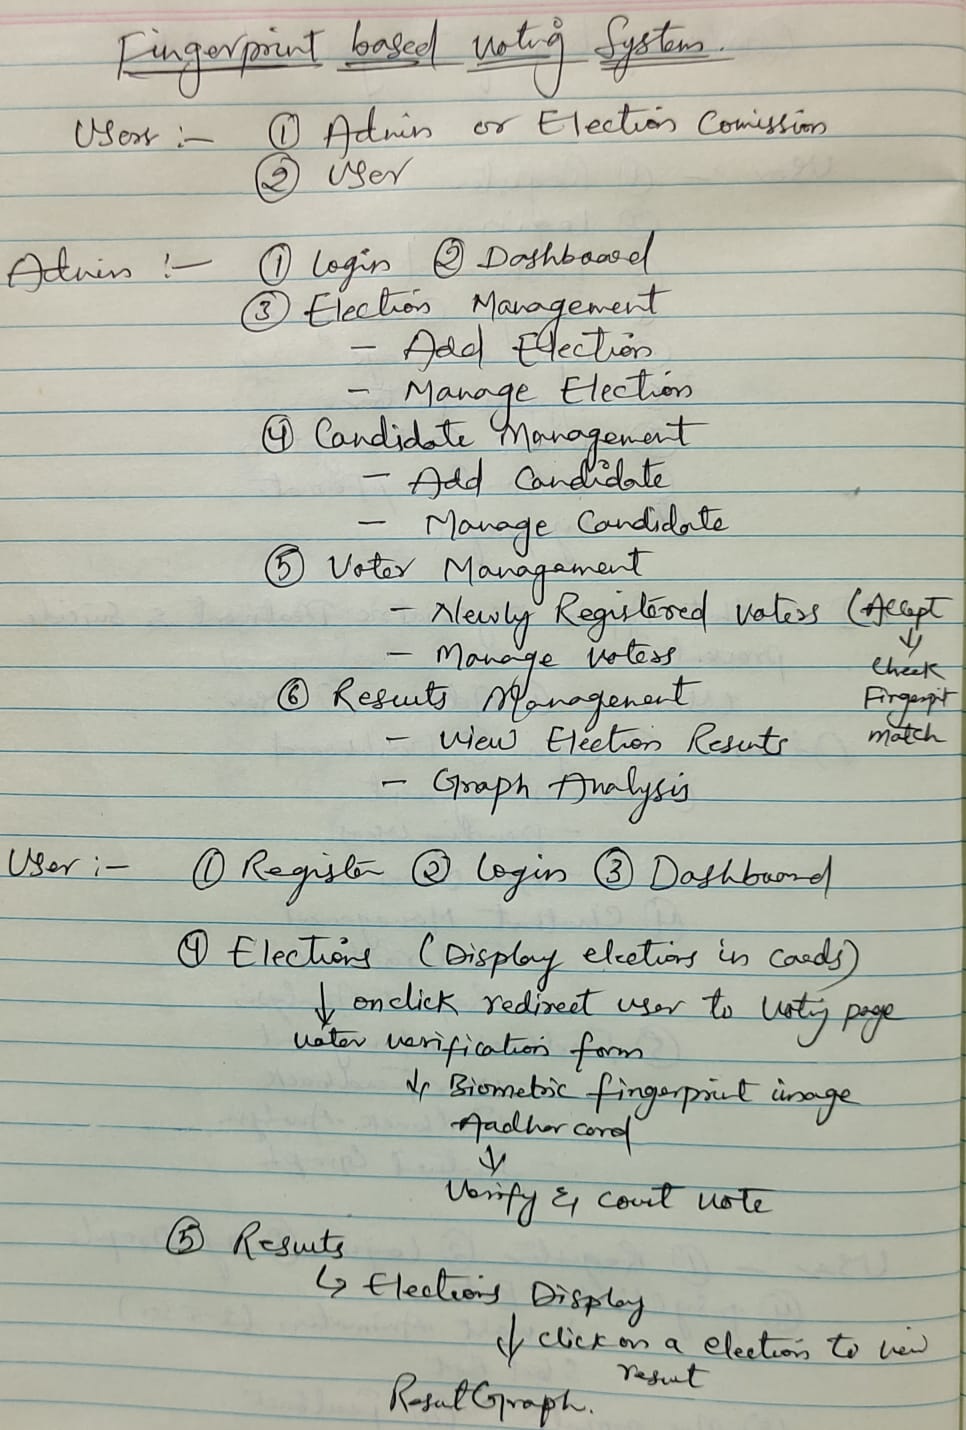 Fingerprint based voting System.
Users :- ① Admin or Election Comission
② User
Admin :- ① Login ② Dashboard
③ Election Management
- Add Election
- Manage Election
④ Candidate Management
- Add Candidate
- Manage Candidate
⑤ Voter Management
- Newly Registered voters (Accept
↓
- Manage voters
Check
Fingerprit
match
⑥ Results Management
- View Election Results
- Graph Analysis
User :- ① Register ② Login ③ Dashboard
④ Elections (Display elections in cards)
↓ onclick redirect user to voting page
voter verification form
↓ Biometric fingerprint image
Aadhar card
↓
Verify & count vote
⑤ Results
↳ Elections Display
↓ click on a election to view
result
Result Graph.